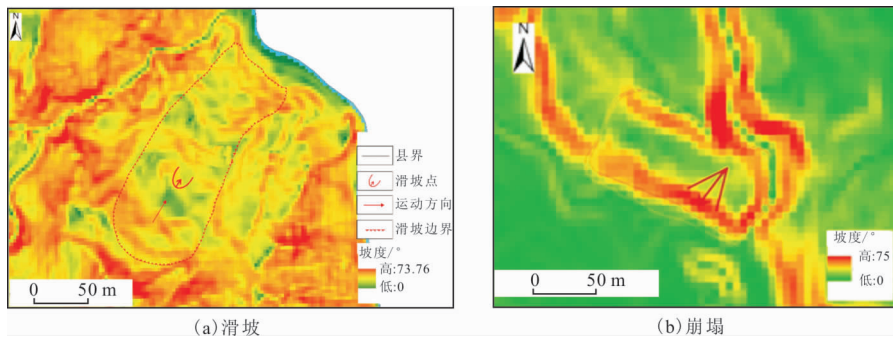 N
县界
滑坡点
运动方向
滑坡边界
坡度/°
高:73.76
低:0
0 50 m
(a)滑坡
N
坡度/°
高:75
低:0
0 50 m
(b)崩塌